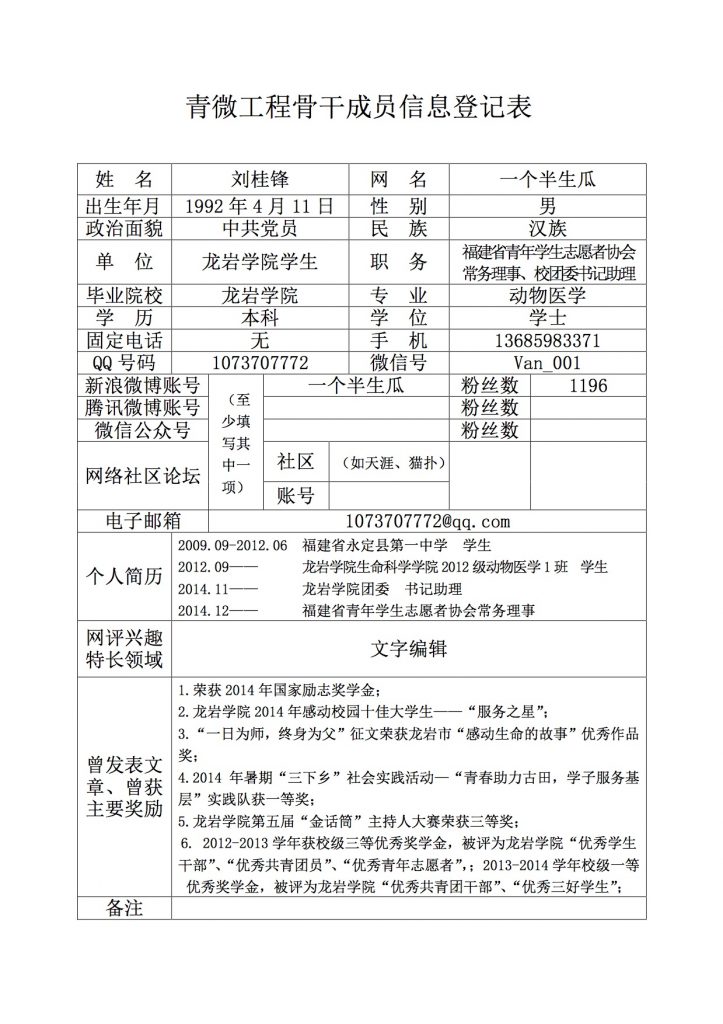 青微工程骨干成员信息登记表
姓 名 刘桂锋 网 名 一个半生瓜
出生年月 1992 年 4 月 11 日 性 别 男
政治面貌 中共党员 民 族 汉族
单 位 龙岩学院学生 职 务 福建省青年学生志愿者协会
常务理事、校团委书记助理
毕业院校 龙岩学院 专 业 动物医学
学 历 本科 学 位 学士
固定电话 无 手 机 13685983371
QQ 号码 1073707772 微信号 Van_001
新浪微博账号 (至少填写其中一项) 一个半生瓜 粉丝数 1196
腾讯微博账号 粉丝数
微信公众号 粉丝数
网络社区论坛 社区 (如天涯、猫扑)
账号
电子邮箱 1073707772@qq.com
个人简历
2009.09-2012.06 福建省永定县第一中学 学生
2012.09—— 龙岩学院生命科学学院 2012 级动物医学 1 班 学生
2014.11—— 龙岩学院团委 书记助理
2014.12—— 福建省青年学生志愿者协会常务理事
网评兴趣
特长领域
文字编辑
曾发表文
章、曾获
主要奖励
1.荣获 2014 年国家励志奖学金；
2.龙岩学院 2014 年感动校园十佳大学生——“服务之星”；
3.“一日为师，终身为父”征文荣获龙岩市“感动生命的故事”优秀作品
奖；
4.2014 年暑期“三下乡”社会实践活动—“青春助力古田，学子服务基
层”实践队获一等奖；
5.龙岩学院第五届“金话筒”主持人大赛荣获三等奖；
6. 2012-2013 学年获校级三等优秀奖学金，被评为龙岩学院“优秀学生
干部”、“优秀共青团员”、“优秀青年志愿者”，；2013-2014 学年校级一等
优秀奖学金，被评为龙岩学院“优秀共青团干部”、“优秀三好学生”；
备注